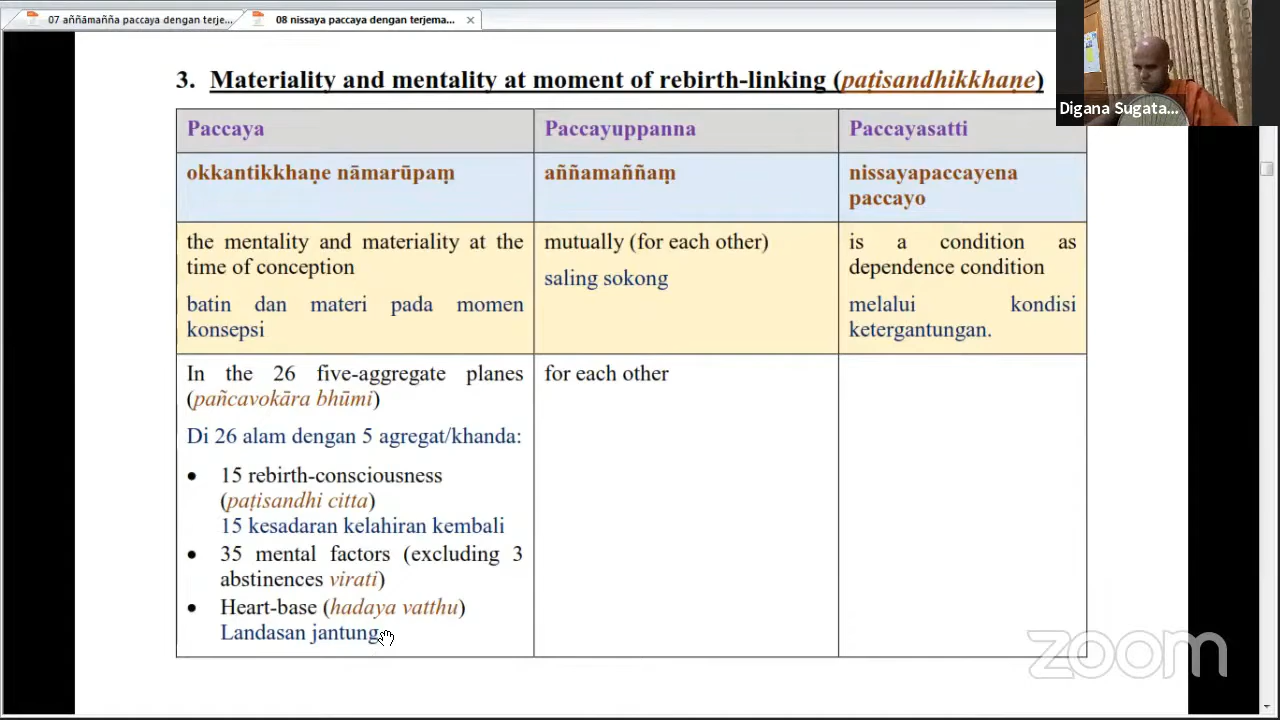 07 aññāmañña paccaya dengan terje...
08 nissaya paccaya dengan terjema...
Digana Sugata...
3. Materiality and mentality at moment of rebirth-linking (paṭisandhikkhaṇe)
Paccaya
Paccayuppanna
Paccayasatti
okkantikkhaṇe nāmarūpaṃ
aññamaññaṃ
nissayapaccayena
paccayo
the mentality and materiality at the
time of conception
batin dan materi pada momen
konsepsi
mutually (for each other)
saling sokong
is a condition as
dependence condition
melalui kondisi
ketergantungan.
In the 26 five-aggregate planes
(pañcavokāra bhūmi)
Di 26 alam dengan 5 agregat/khanda:
• 15 rebirth-consciousness
(paṭisandhi citta)
15 kesadaran kelahiran kembali
• 35 mental factors (excluding 3
abstinences virati)
• Heart-base (hadaya vatthu)
Landasan jantung
for each other
zoom